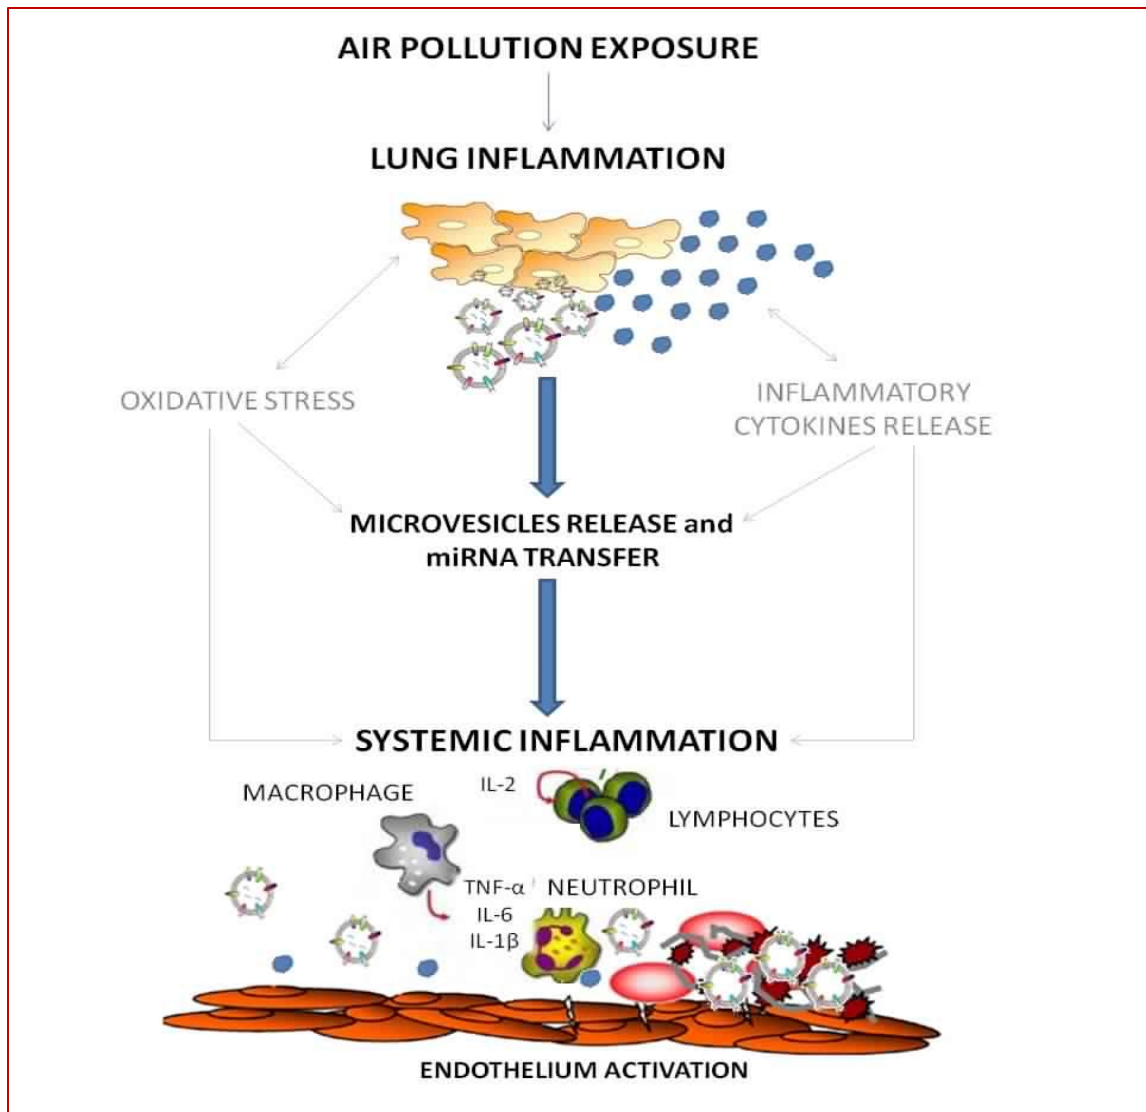 AIR POLLUTION EXPOSURE
LUNG INFLAMMATION
OXIDATIVE STRESS
INFLAMMATORY
CYTOKINES RELEASE
MICROVESICLES RELEASE and
miRNA TRANSFER
SYSTEMIC INFLAMMATION
IL-2
MACROPHAGE
LYMPHOCYTES
TNF-α
NEUTROPHIL
IL-6
IL-1β
ENDOTHELIUM ACTIVATION